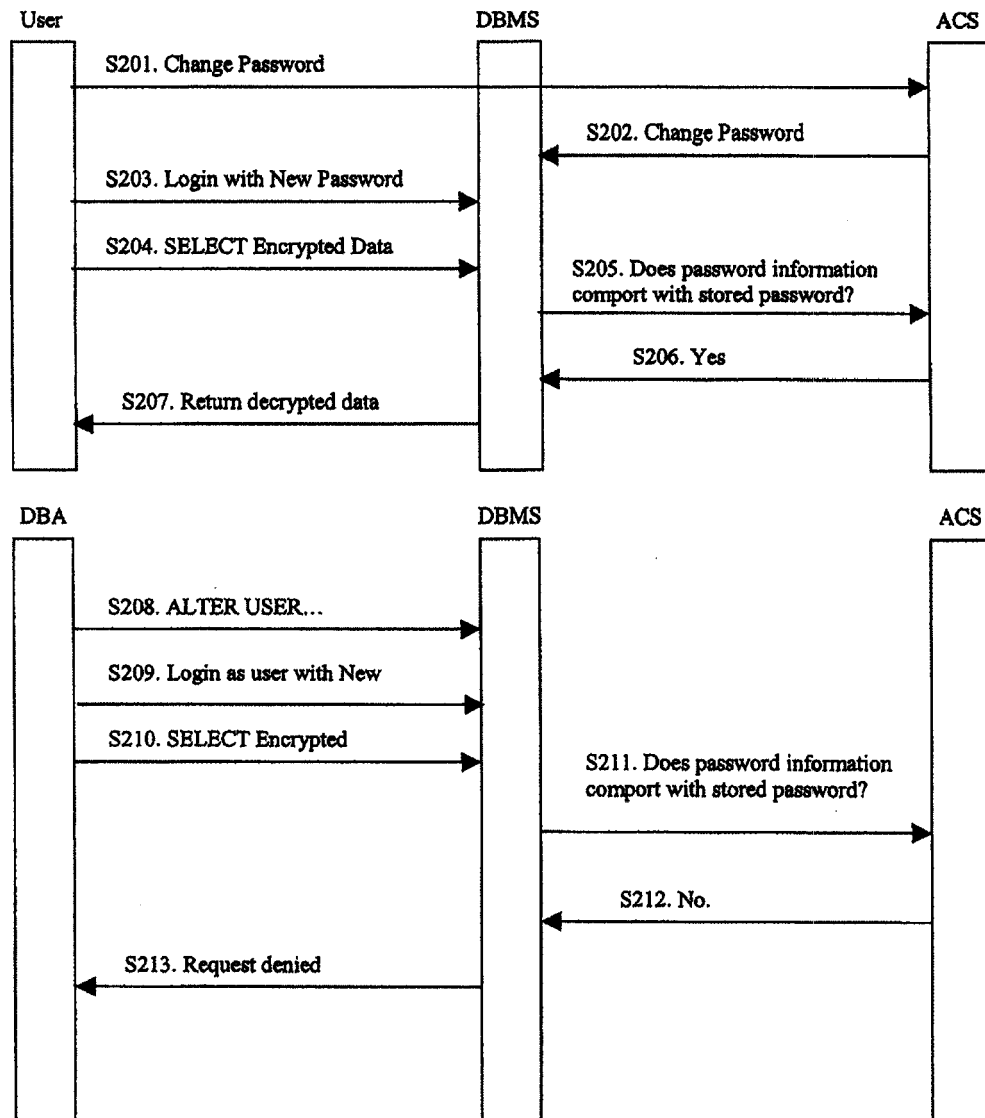 User DBMS ACS
S201. Change Password
S202. Change Password
S203. Login with New Password
S204. SELECT Encrypted Data
S205. Does password information
comport with stored password?
S206. Yes
S207. Return decrypted data
DBA DBMS ACS
S208. ALTER USER...
S209. Login as user with New
S210. SELECT Encrypted
S211. Does password information
comport with stored password?
S212. No.
S213. Request denied